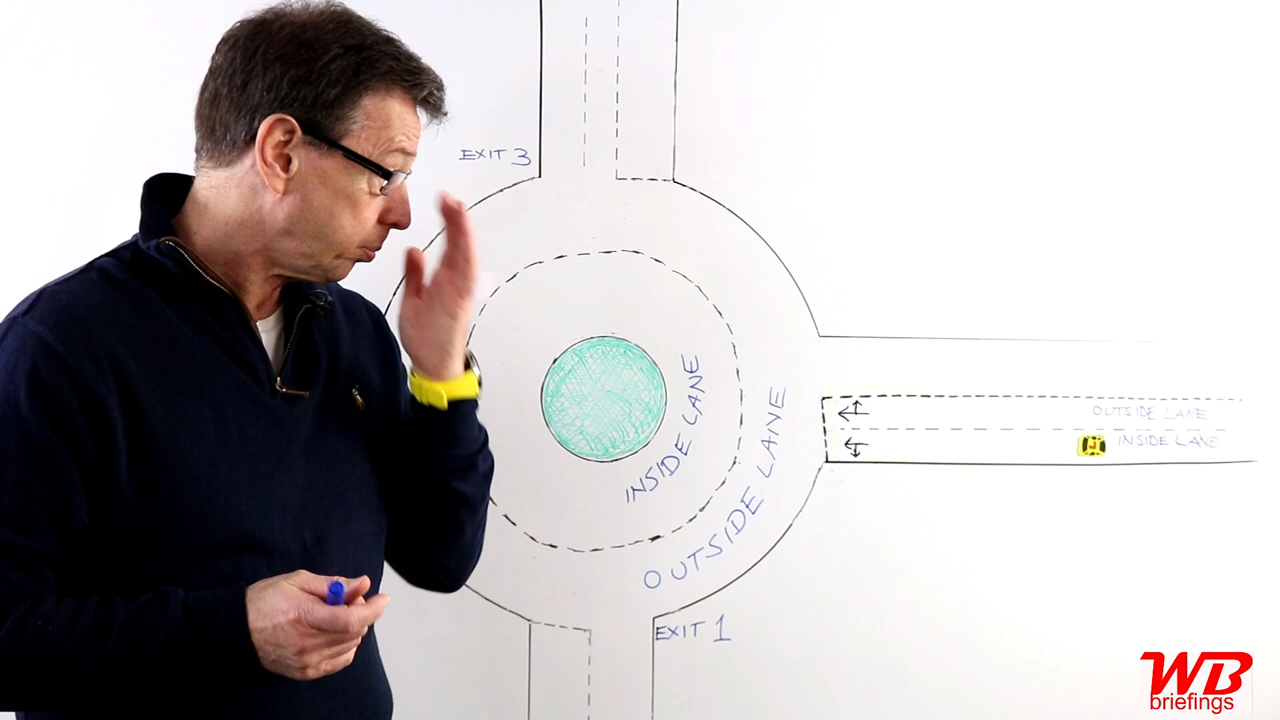 EXIT 3
INSIDE LANE
OUTSIDE LANE
OUTSIDE LANE
INSIDE LANE
EXIT 1
WB
briefings